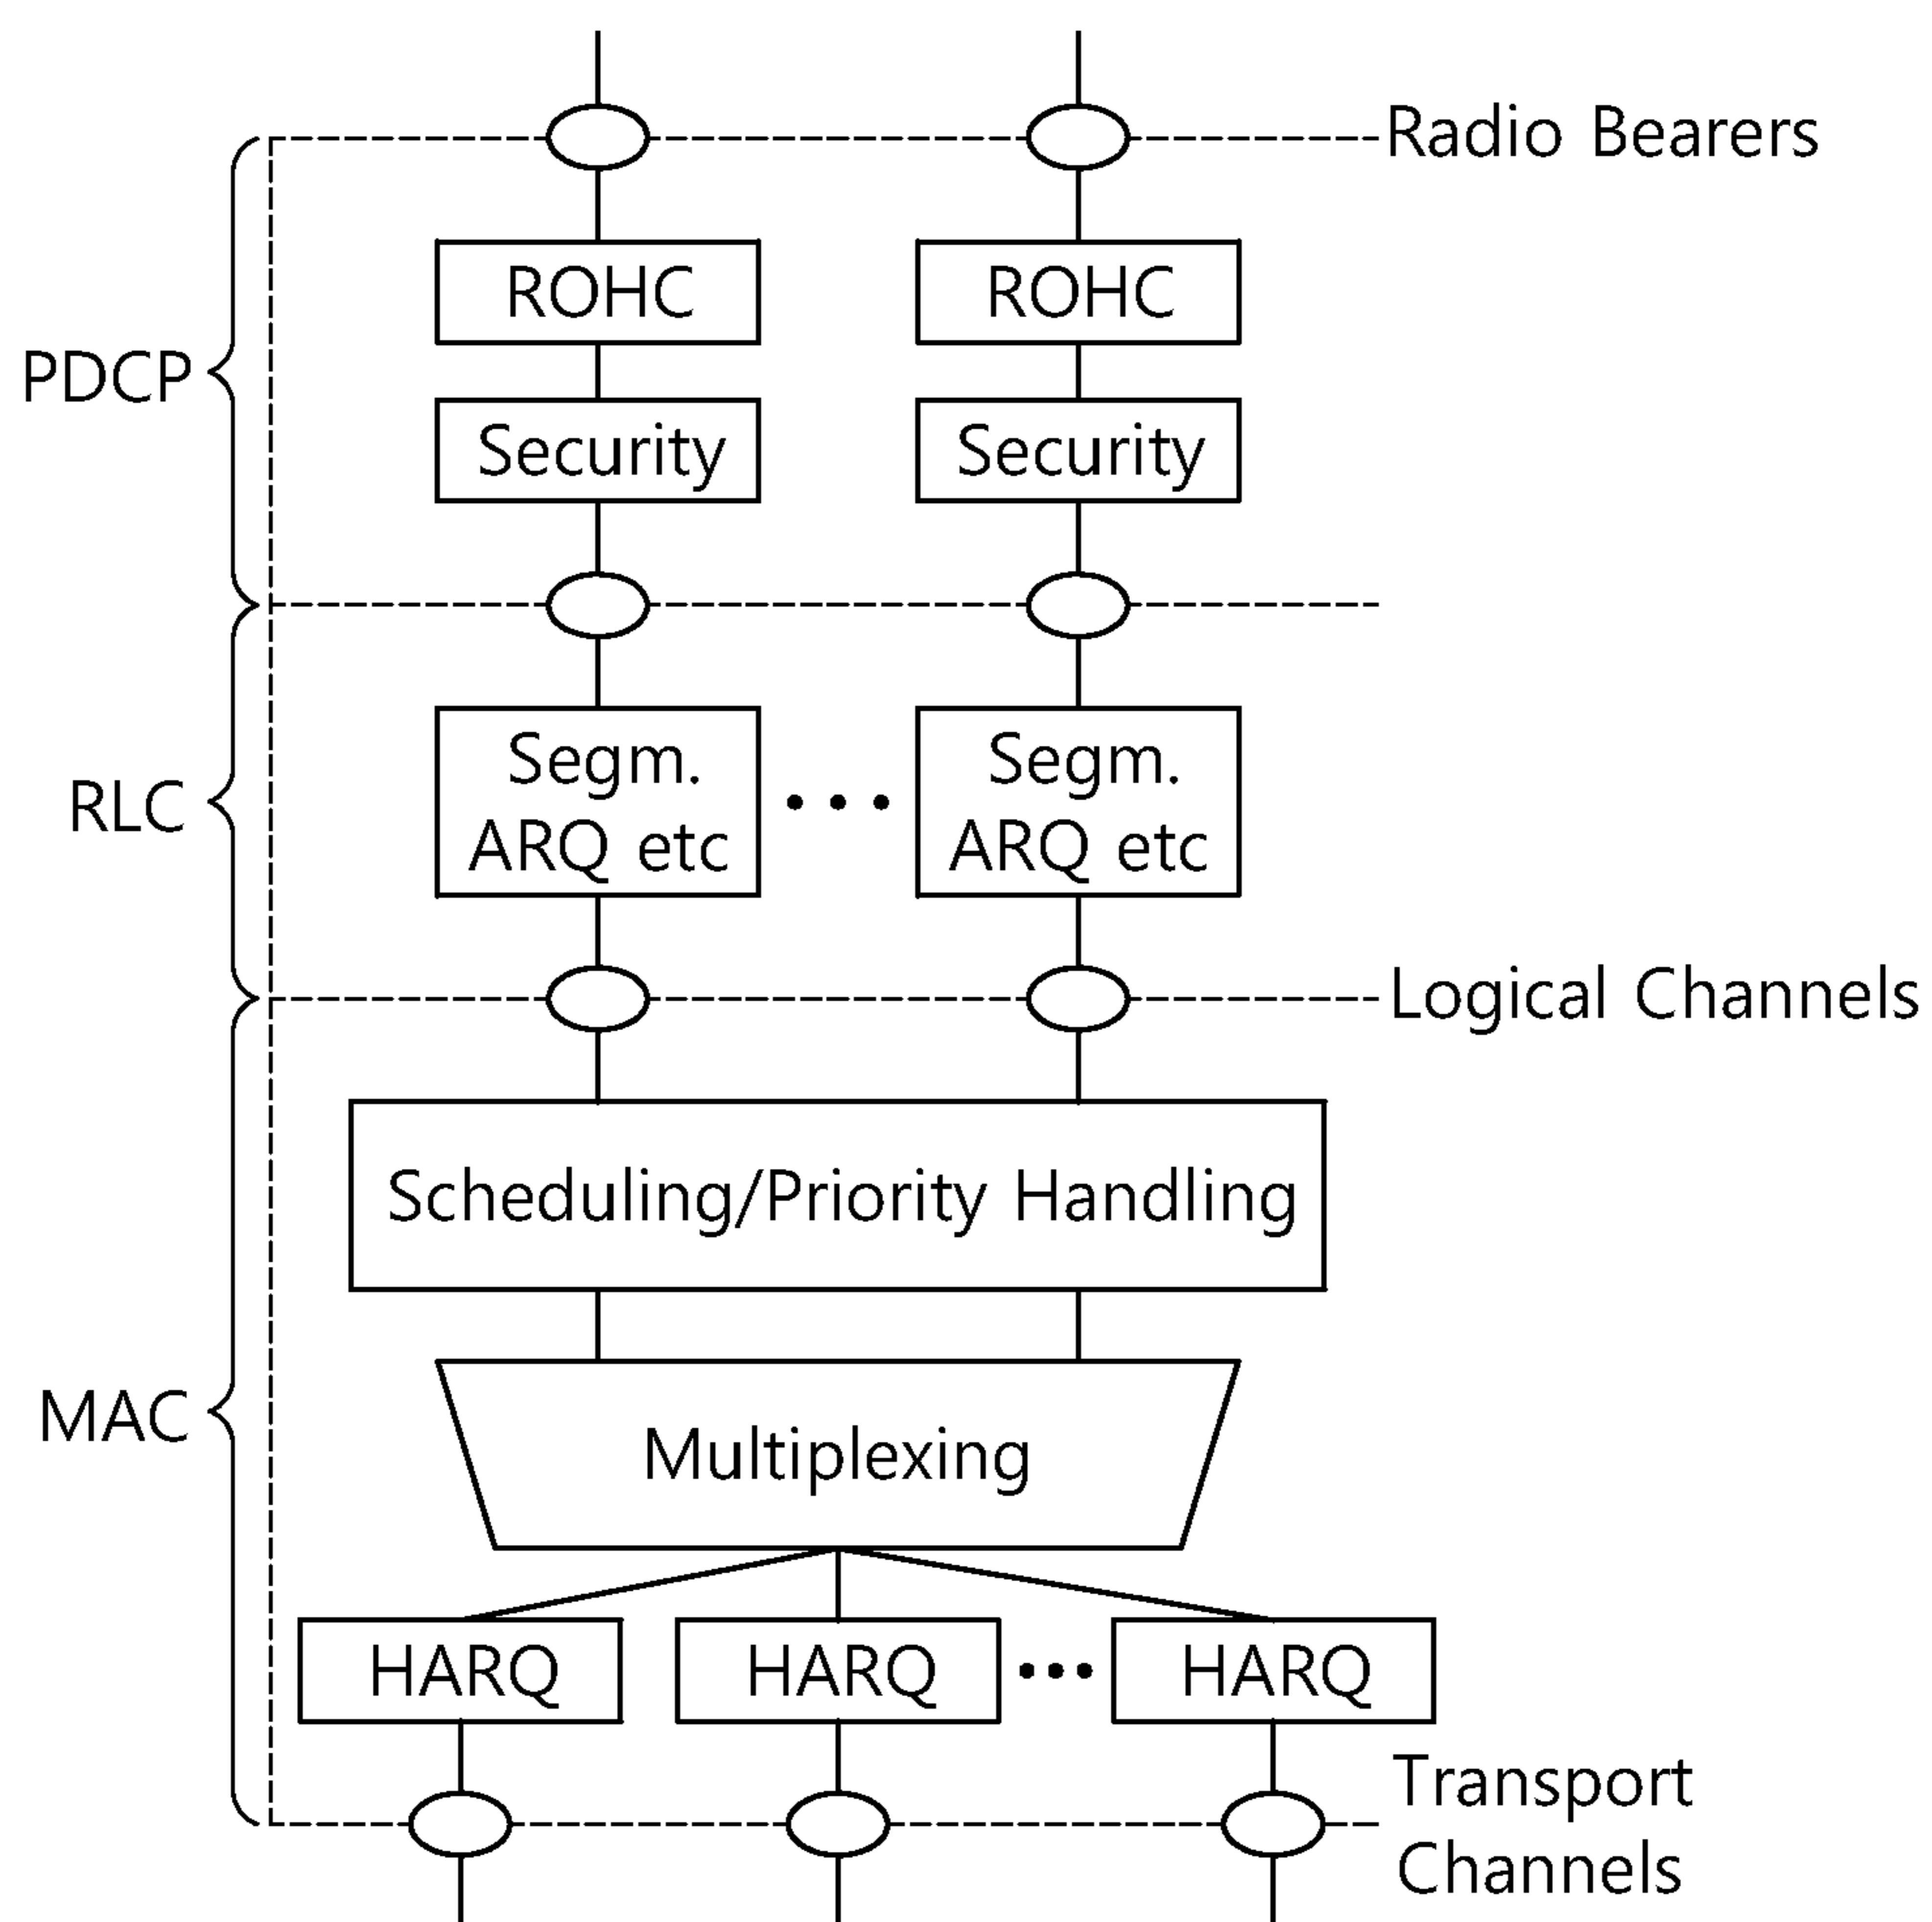 Radio Bearers
ROHC
ROHC
PDCP
Security
Security
Segm.
ARQ etc
Segm.
ARQ etc
RLC
Logical Channels
Scheduling/Priority Handling
MAC
Multiplexing
HARQ
HARQ
HARQ
Transport
Channels